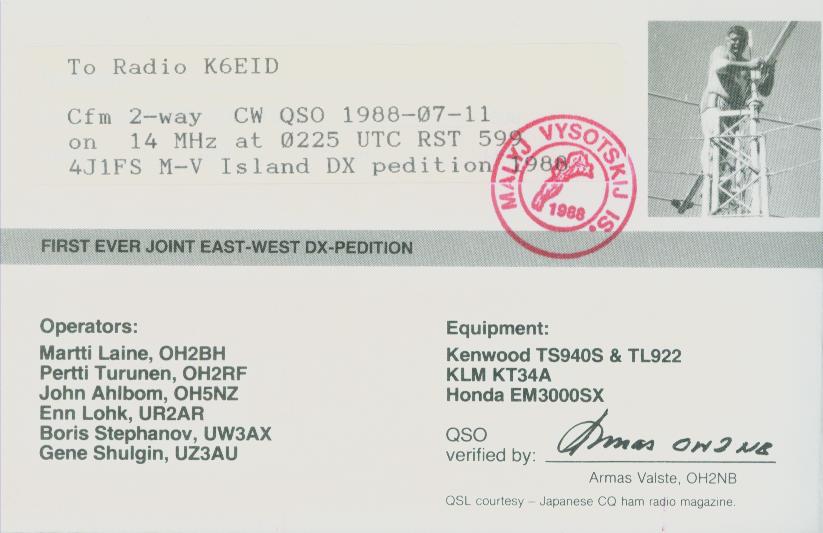 To Radio K6EID
Cfm 2-way  CW QSO 1988-07-11
on  14 MHz at 0225 UTC RST 599
4J1FS M-V Island DX pedition 1988
MALYJ VYSOTSKIJ IS.
1988
FIRST EVER JOINT EAST-WEST DX-PEDITION
Operators:
Martti Laine, OH2BH
Pertti Turunen, OH2RF
John Ahlbom, OH5NZ
Enn Lohk, UR2AR
Boris Stephanov, UW3AX
Gene Shulgin, UZ3AU
Equipment:
Kenwood TS940S & TL922
KLM KT34A
Honda EM3000SX
QSO
verified by: Armas OH2NB
Armas Valste, OH2NB
QSL courtesy – Japanese CQ ham radio magazine.